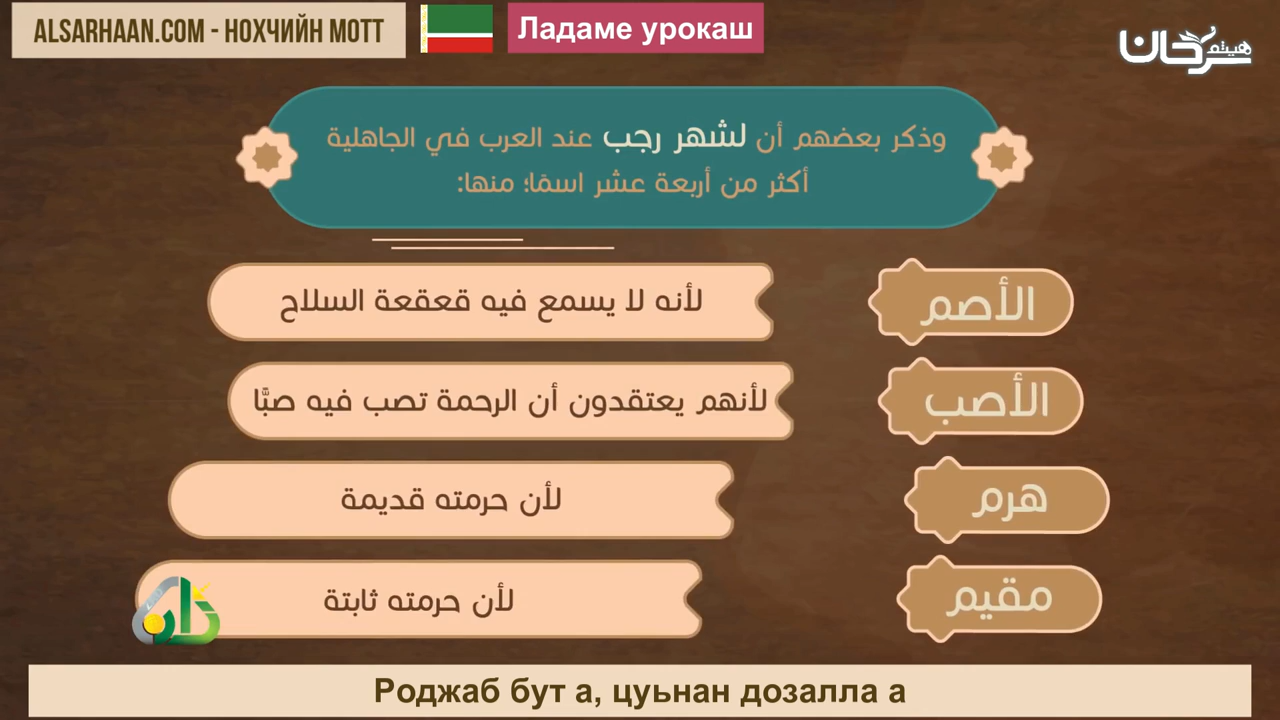 ALSARHAAN.COM - НОХЧИЙН МОТТ
Ладаме урокаш
هيثم سرحان
وذكر بعضهم أن لشهر رجب عند العرب في الجاهلية
أكثر من أربعة عشر اسمًا؛ منها:
الأصم
لأنه لا يسمع فيه قعقعة السلاح
الأصب
لأنهم يعتقدون أن الرحمة تصب فيه صبًّا
هرم
لأن حرمته قديمة
مقيم
لأن حرمته ثابتة
Роджаб бут а, цуьнан дозалла а